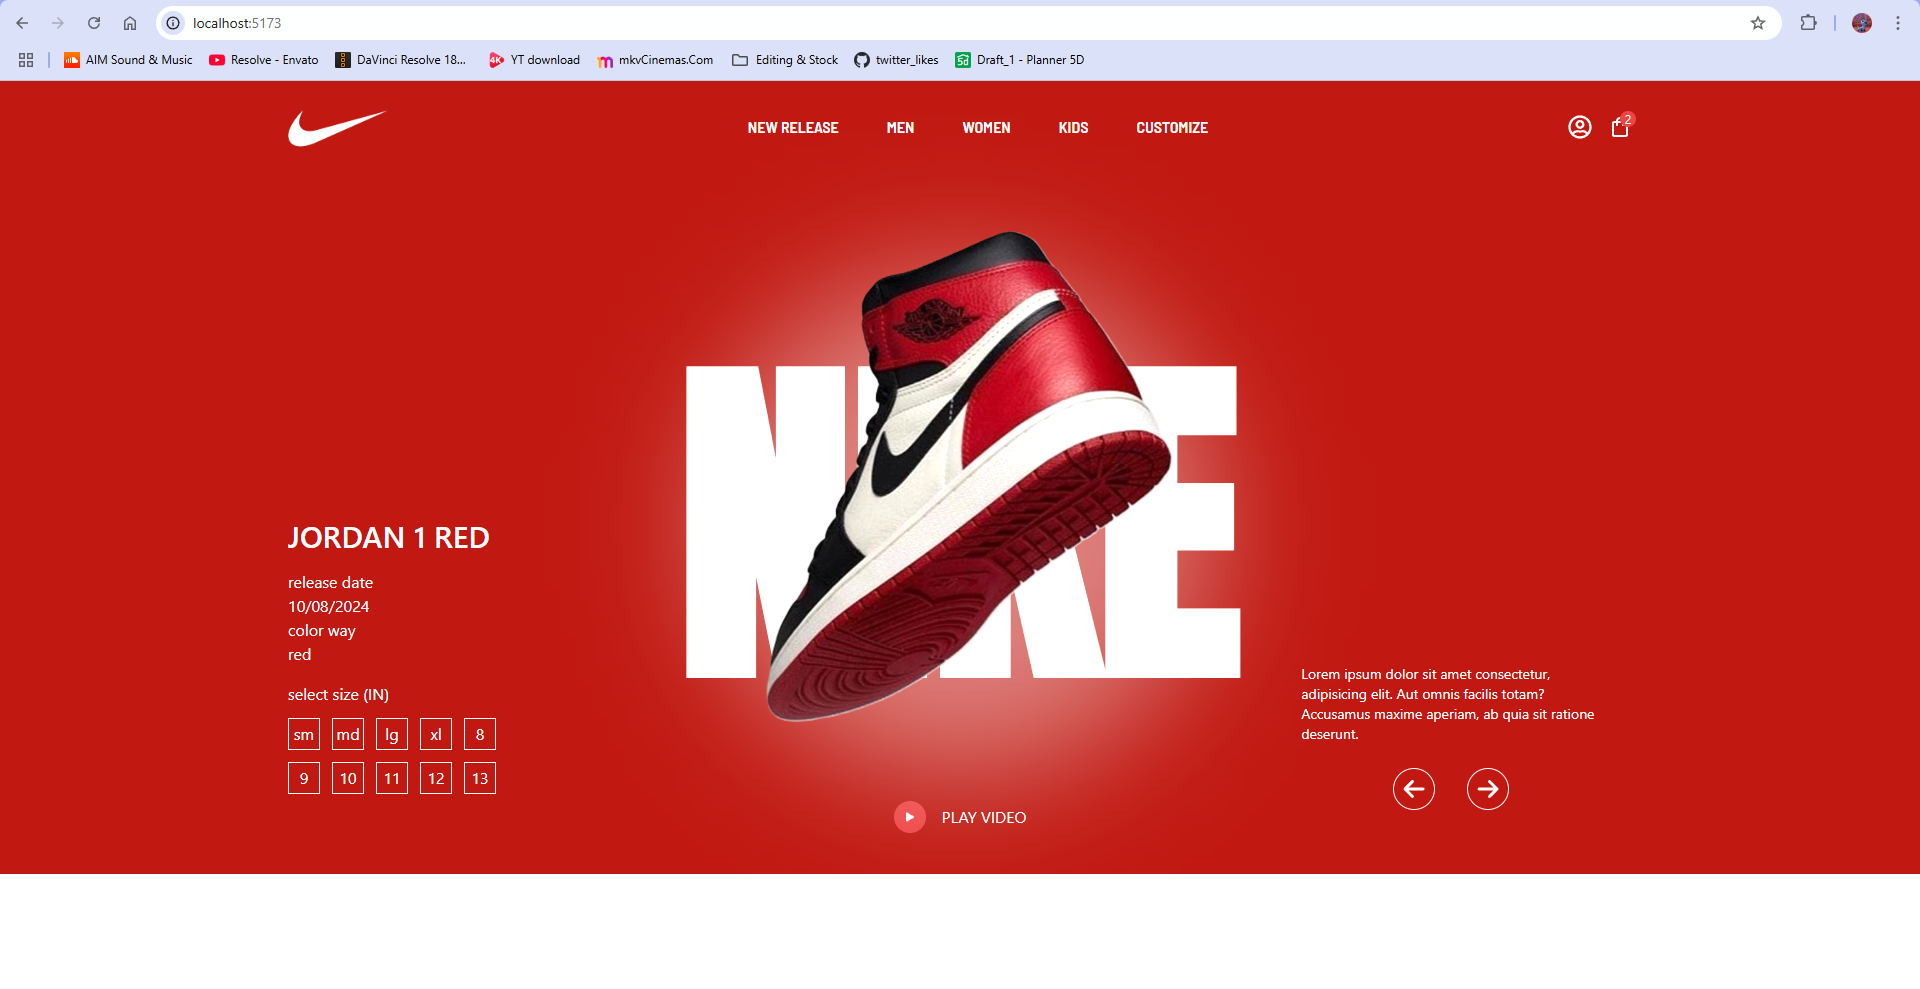 localhost:5173
AIM Sound & Music
Resolve - Envato
DaVinci Resolve 18...
4K
YT download
m
mkvCinemas.Com
Editing & Stock
twitter_likes
5d
Draft_1 - Planner 5D
NEW RELEASE
MEN
WOMEN
KIDS
CUSTOMIZE
2
NIKE
JORDAN 1 RED
release date
10/08/2024
color way
red
select size (IN)
sm md lg xl 8
9 10 11 12 13
Lorem ipsum dolor sit amet consectetur,
adipisicing elit. Aut omnis facilis totam?
Accusamus maxime aperiam, ab quia sit ratione
deserunt.
PLAY VIDEO